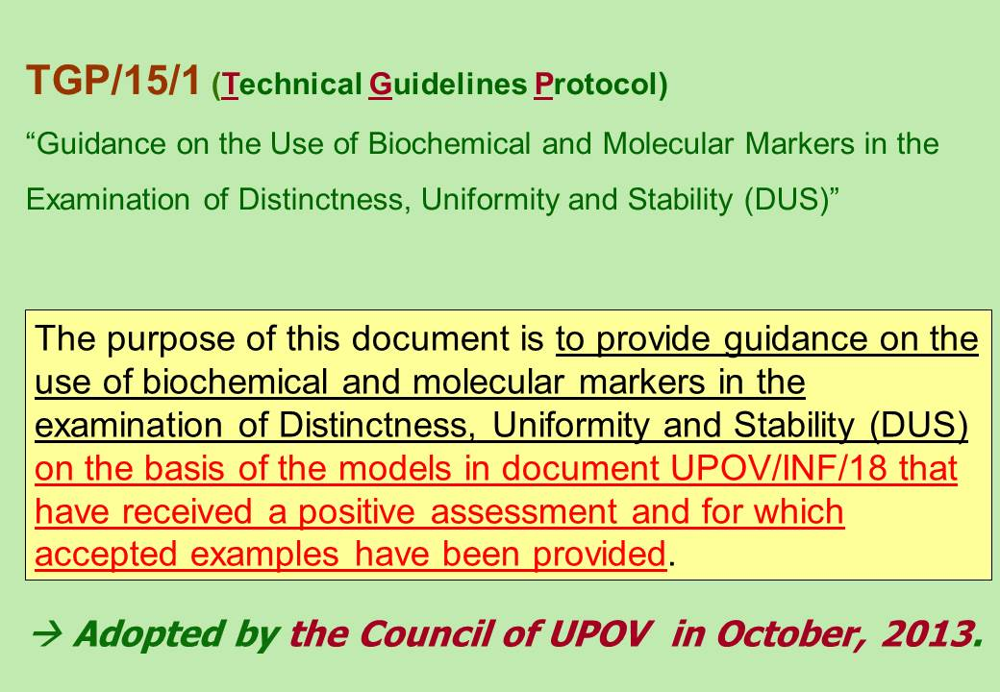 TGP/15/1 (Technical Guidelines Protocol)
“Guidance on the Use of Biochemical and Molecular Markers in the
Examination of Distinctness, Uniformity and Stability (DUS)”
The purpose of this document is to provide guidance on the
use of biochemical and molecular markers in the
examination of Distinctness, Uniformity and Stability (DUS)
on the basis of the models in document UPOV/INF/18 that
have received a positive assessment and for which
accepted examples have been provided.
→ Adopted by the Council of UPOV in October, 2013.